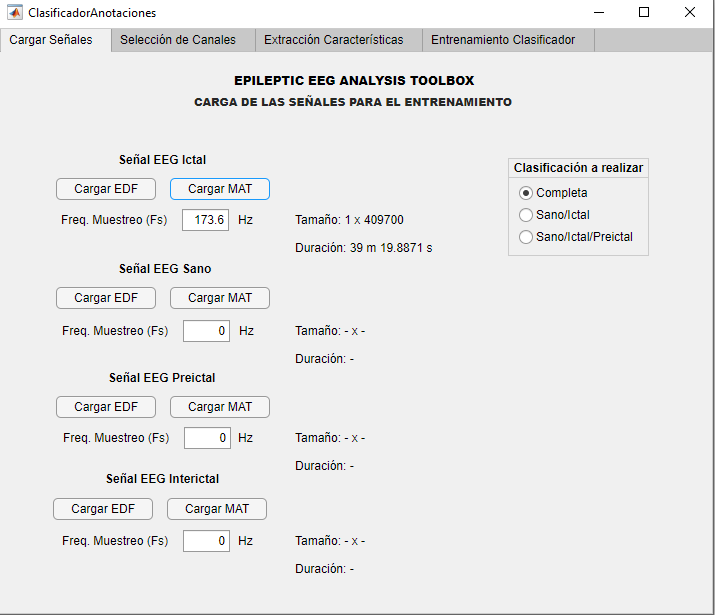 ClasificadorAnotaciones
Cargar Señales
Selección de Canales
Extracción Características
Entrenamiento Clasificador
EPILEPTIC EEG ANALYSIS TOOLBOX
CARGA DE LAS SEÑALES PARA EL ENTRENAMIENTO
Señal EEG Ictal
Cargar EDF
Cargar MAT
Freq. Muestreo (Fs) 173.6 Hz
Tamaño: 1 x 409700
Duración: 39 m 19.8871 s
Clasificación a realizar
Completa
Sano/Ictal
Sano/Ictal/Preictal
Señal EEG Sano
Cargar EDF
Cargar MAT
Freq. Muestreo (Fs) 0 Hz
Tamaño: - x -
Duración: -
Señal EEG Preictal
Cargar EDF
Cargar MAT
Freq. Muestreo (Fs) 0 Hz
Tamaño: - x -
Duración: -
Señal EEG Interictal
Cargar EDF
Cargar MAT
Freq. Muestreo (Fs) 0 Hz
Tamaño: - x -
Duración: -